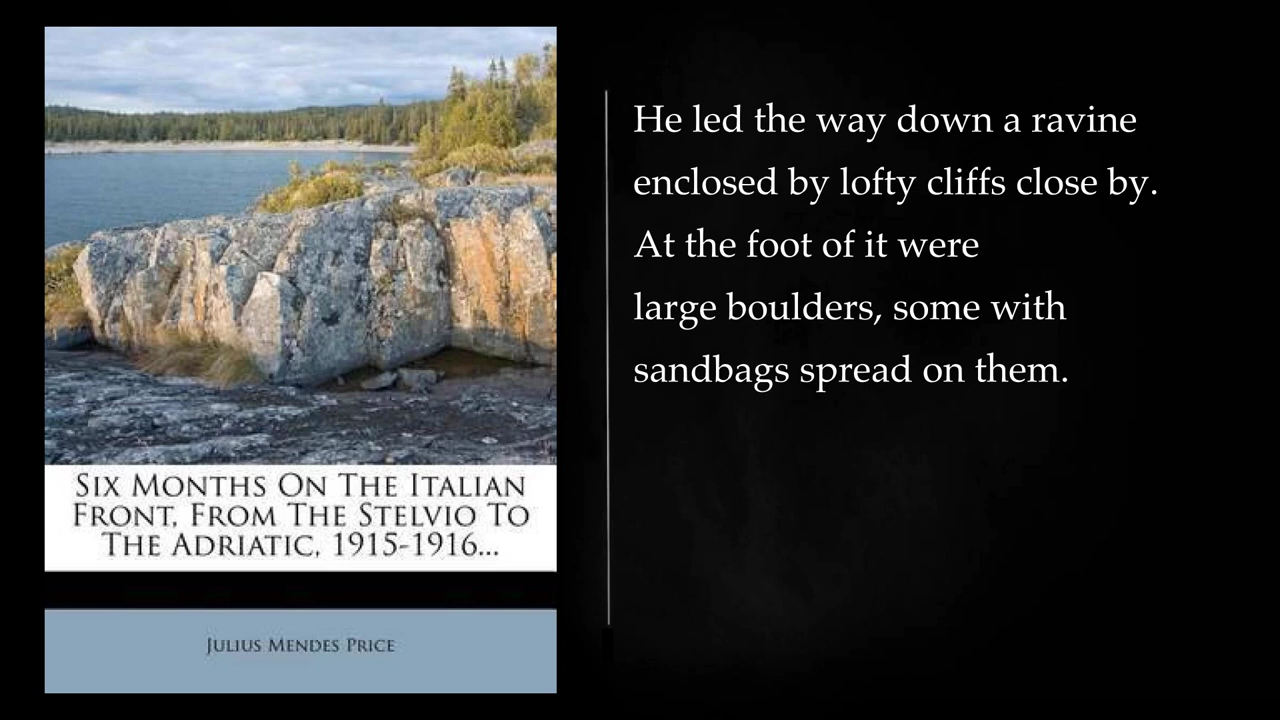 Six Months On The Italian
Front, From The Stelvio To
The Adriatic, 1915-1916...
Julius Mendes Price
He led the way down a ravine
enclosed by lofty cliffs close by.
At the foot of it were
large boulders, some with
sandbags spread on them.